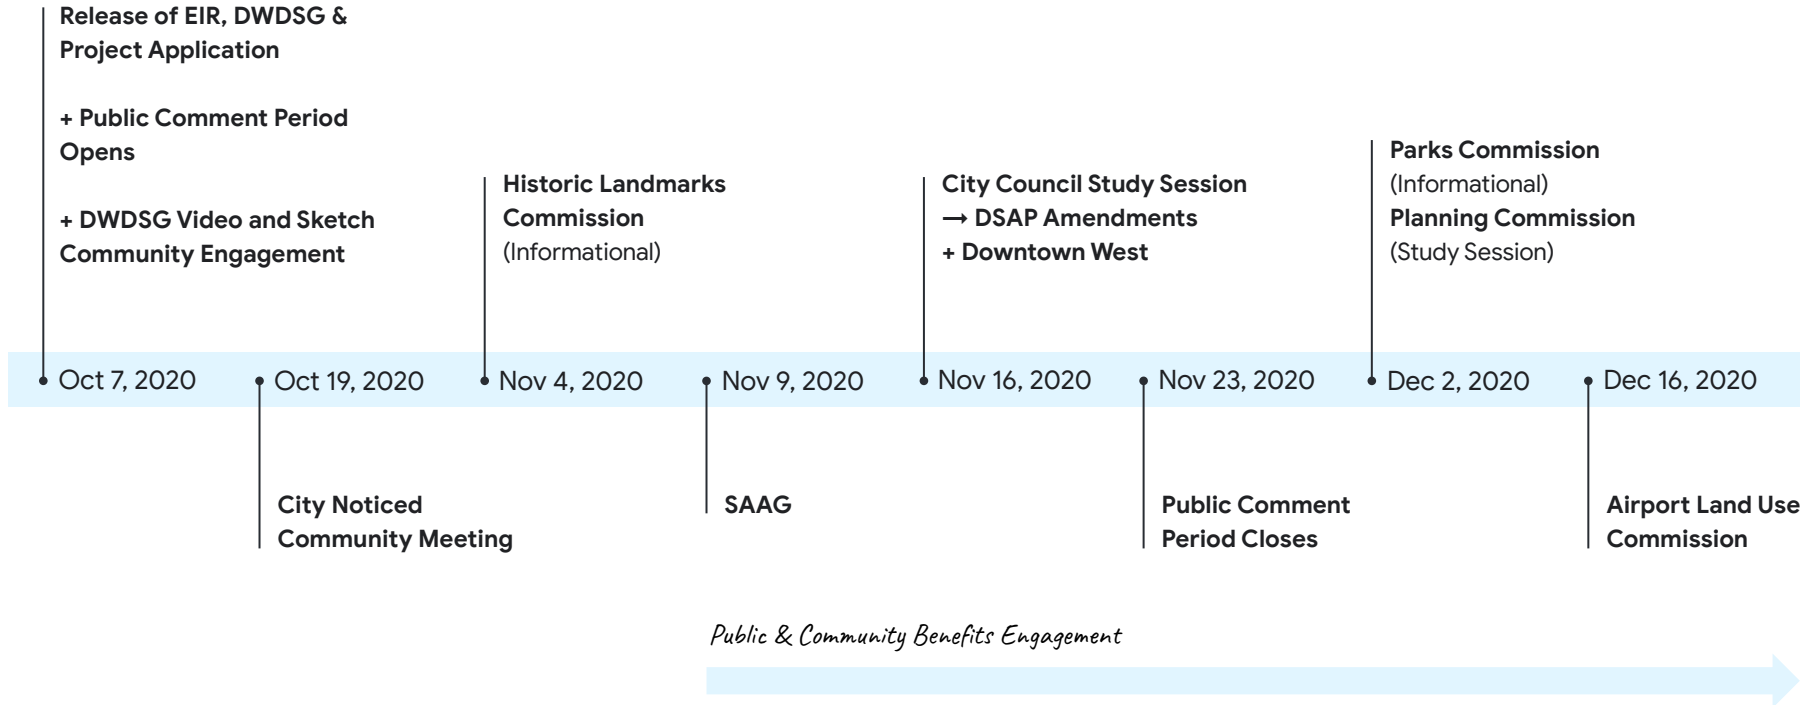 Release of EIR, DWDSG &
Project Application
+ Public Comment Period
Opens
+ DWDSG Video and Sketch
Community Engagement
Historic Landmarks
Commission
(Informational)
City Council Study Session
→ DSAP Amendments
+ Downtown West
Parks Commission
(Informational)
Planning Commission
(Study Session)
Oct 7, 2020
Oct 19, 2020
Nov 4, 2020
Nov 9, 2020
Nov 16, 2020
Nov 23, 2020
Dec 2, 2020
Dec 16, 2020
City Noticed
Community Meeting
SAAG
Public Comment
Period Closes
Airport Land Use
Commission
Public & Community Benefits Engagement